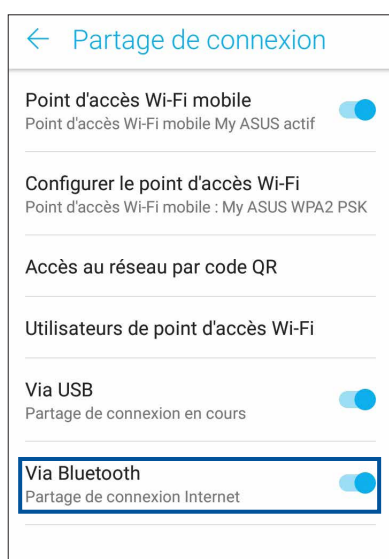 Partage de connexion
Point d'accès Wi-Fi mobile
Point d'accès Wi-Fi mobile My ASUS actif
Configurer le point d'accès Wi-Fi
Point d'accès Wi-Fi mobile : My ASUS WPA2 PSK
Accès au réseau par code QR
Utilisateurs de point d'accès Wi-Fi
Via USB
Partage de connexion en cours
Via Bluetooth
Partage de connexion Internet